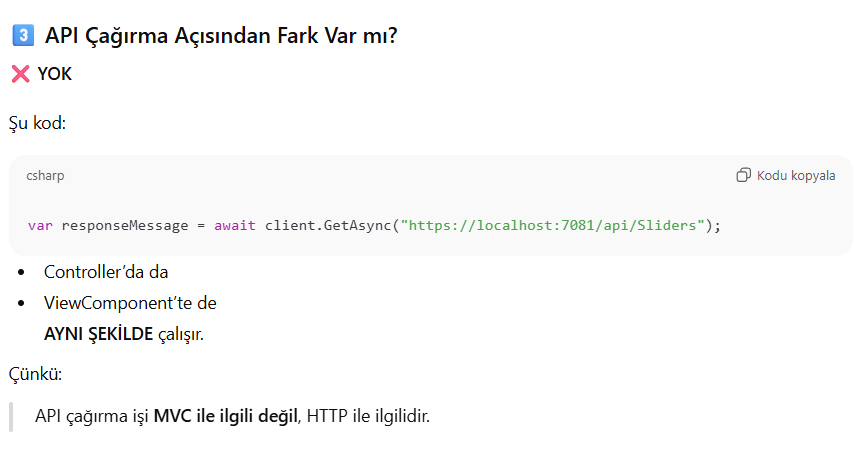 3 API Çağırma Açısından Fark Var mı?
❌ YOK
Şu kod:
csharp
Kodu kopyala
var responseMessage = await client.GetAsync("https://localhost:7081/api/Sliders");
• Controller’da da
• ViewComponent’te de
AYNI ŞEKİLDE çalışır.
Çünkü:
API çağırma işi MVC ile ilgili değil, HTTP ile ilgilidir.